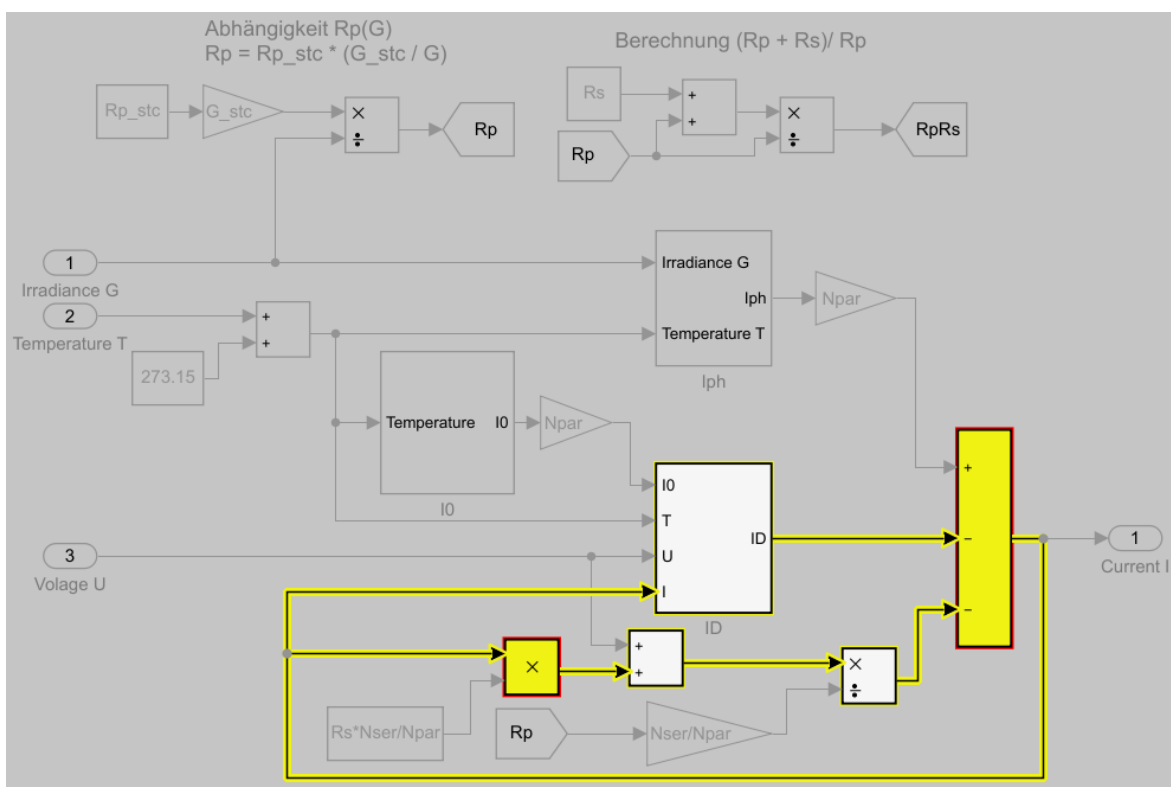 Abhängigkeit Rp(G)
Rp = Rp_stc * (G_stc / G)
Berechnung (Rp + Rs)/ Rp
Rp_stc
G_stc
×
÷
Rp
Rs
+
+
Rp
×
÷
RpRs
1
Irradiance G
2
Temperature T
273.15
+
+
Irradiance G
Iph
Temperature T
Iph
Npar
Temperature
I0
I0
Npar
I0
T
U
I
ID
ID
+
-
-
1
Current I
3
Volage U
×
+
+
×
÷
Rs*Nser/Npar
Rp
Nser/Npar